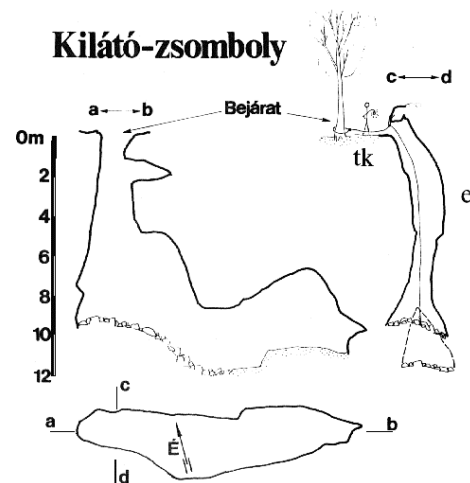 Kilátó-zsomboly
a b
Bejárat
c d
0m
2
4
6
8
10
12
tk
e
c
a b
É
d